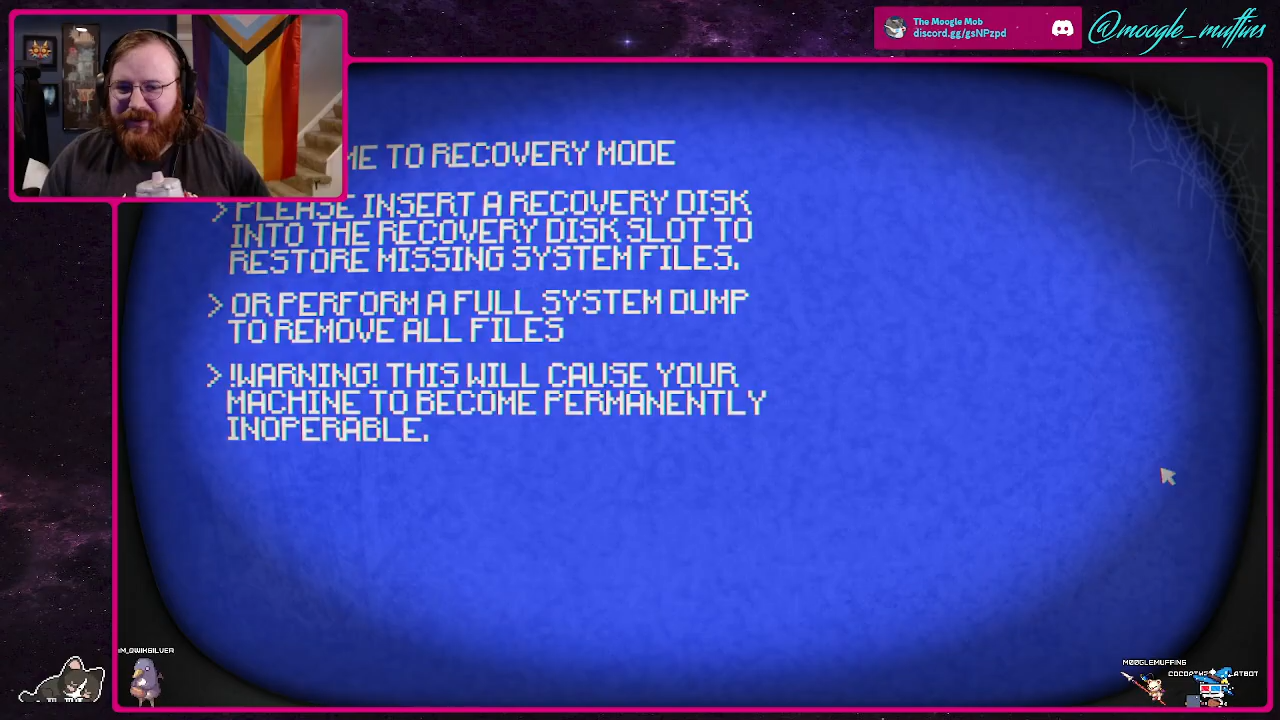 The Moogle Mob
discord.gg/gsNPzpd
@moogle_muffins
TO RECOVERY MODE
> PLEASE INSERT A RECOVERY DISK
INTO THE RECOVERY DISK SLOT TO
RESTORE MISSING SYSTEM FILES.
> OR PERFORM A FULL SYSTEM DUMP
TO REMOVE ALL FILES
> !WARNING! THIS WILL CAUSE YOUR
MACHINE TO BECOME PERMANENTLY
INOPERABLE.
M_QWIKSILVER
MOOGLEMUFFINS